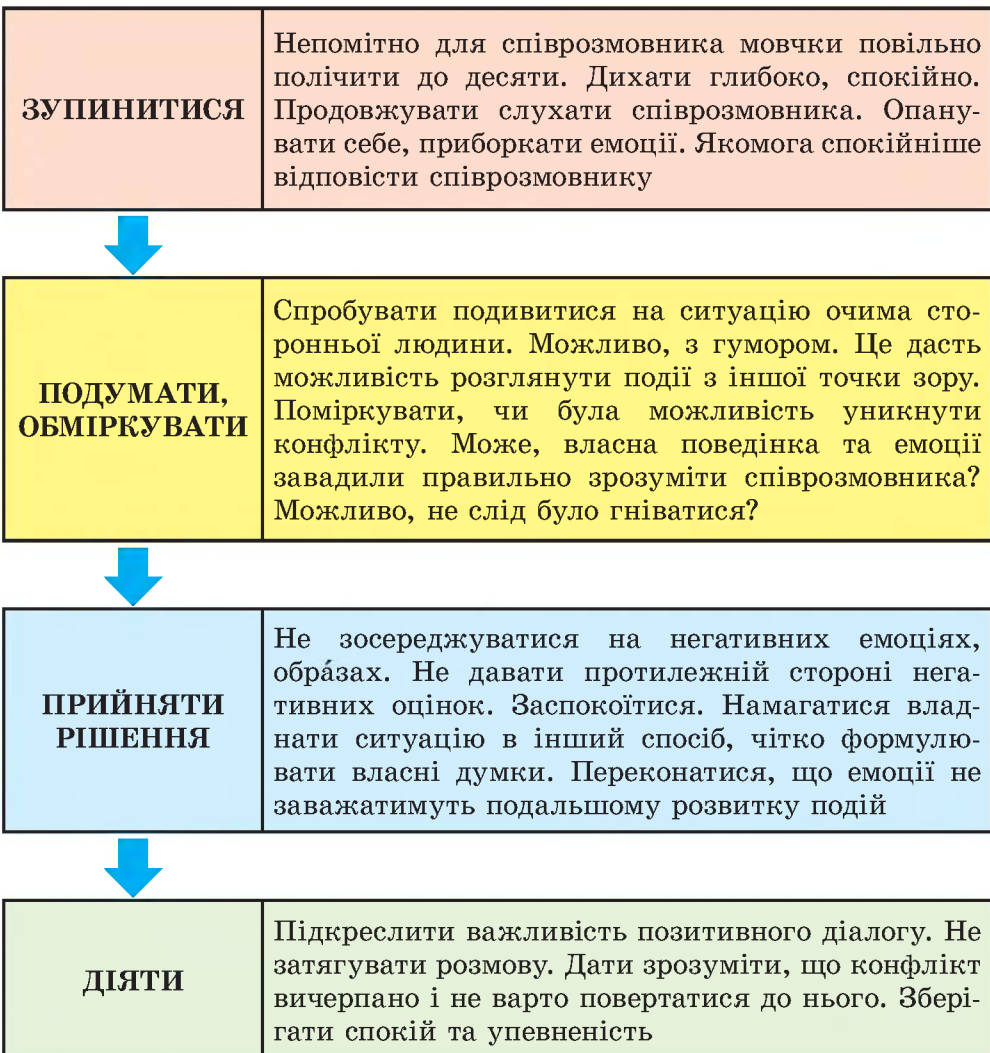 ЗУПИНИТИСЯ
Непомітно для співрозмовника мовчки повільно
полічити до десяти. Дихати глибоко, спокійно.
Продовжувати слухати співрозмовника. Опану-
вати себе, приборкати емоції. Якомога спокійніше
відповісти співрозмовнику
ПОДУМАТИ,
ОБМІРКУВАТИ
Спробувати подивитися на ситуацію очима сто-
ронньої людини. Можливо, з гумором. Це дасть
можливість розглянути події з іншої точки зору.
Поміркувати, чи була можливість уникнути
конфлікту. Може, власна поведінка та емоції
завадили правильно зрозуміти співрозмовника?
Можливо, не слід було гніватися?
ПРИЙНЯТИ
РІШЕННЯ
Не зосереджуватися на негативних емоціях,
обра́зах. Не давати протилежній стороні нега-
тивних оцінок. Заспокоїтися. Намагатися влад-
нати ситуацію в інший спосіб, чітко формулю-
вати власні думки. Переконатися, що емоції не
заважатимуть подальшому розвитку подій
ДІЯТИ
Підкреслити важливість позитивного діалогу. Не
затягувати розмову. Дати зрозуміти, що конфлікт
вичерпано і не варто повертатися до нього. Збері-
гати спокій та упевненість